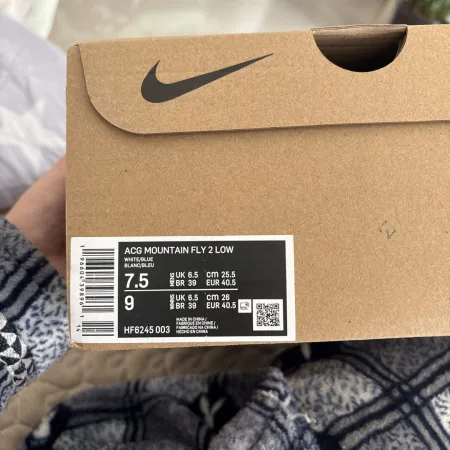 ACG MOUNTAIN FLY 2 LOW
WHITE/BLUE
BLANC/BLEU
7.5 MENS UK 6.5 CM 25.5
BR 39 EUR 40.5
9 WMNS UK 6.5 CM 26
BR 39 EUR 40.5
MADE IN CHINA/
FABRIQUÉ EN CHINE/
FABRICADO NA CHINA/
HECHO EN CHINA
HF6245 003